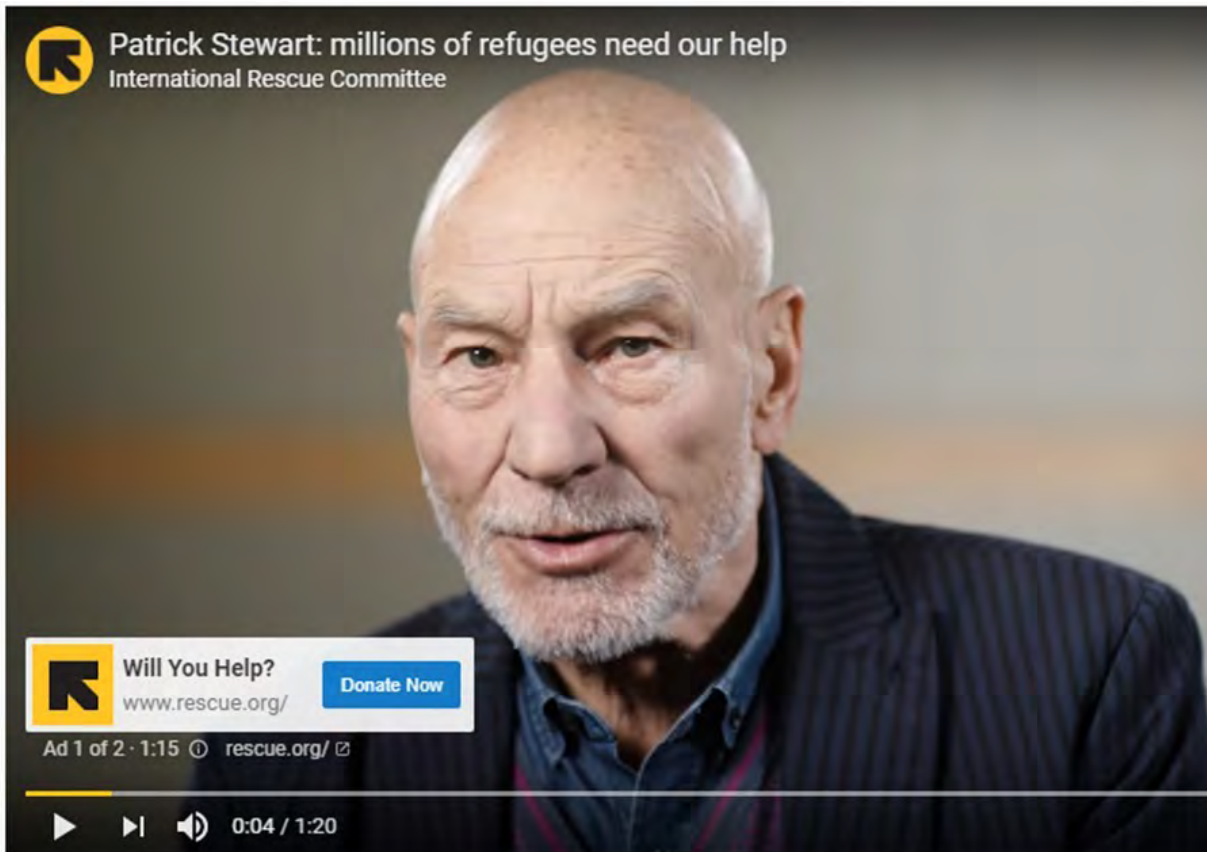 Patrick Stewart: millions of refugees need our help
International Rescue Committee
Will You Help?
www.rescue.org/
Donate Now
Ad 1 of 2 · 1:15
rescue.org/
0:04 / 1:20